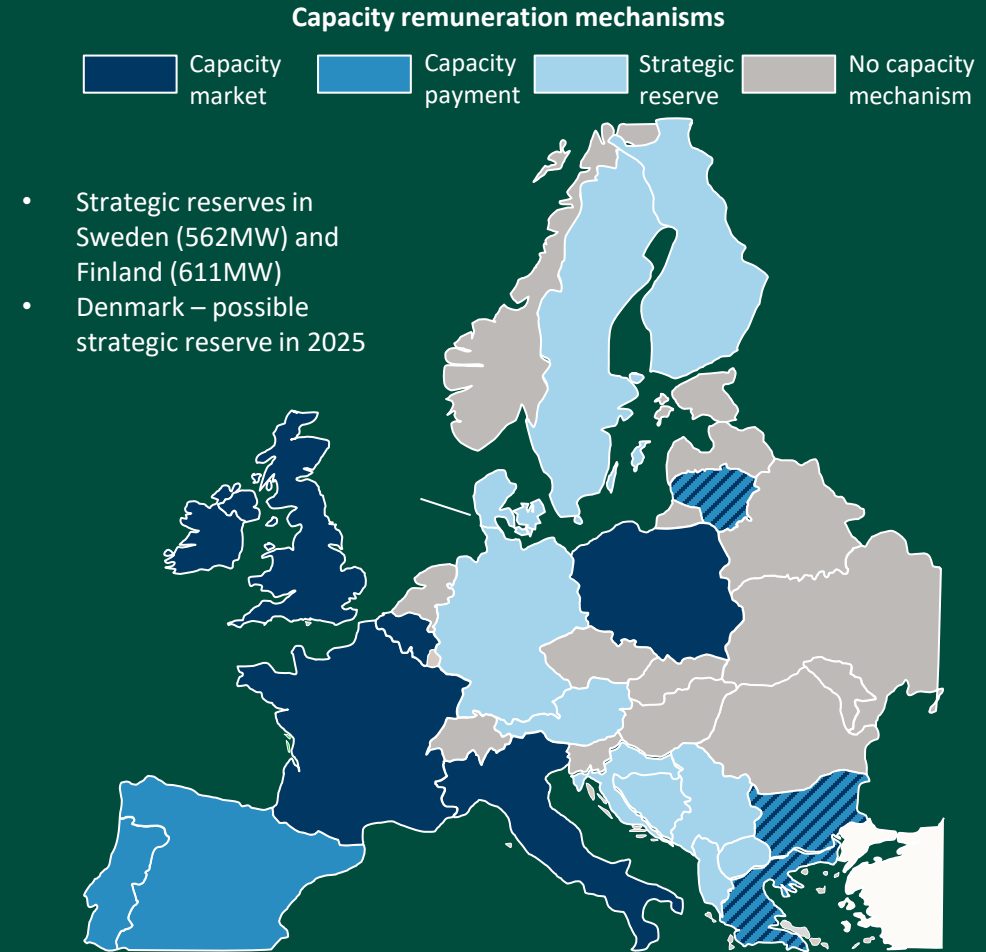 Capacity remuneration mechanisms
Capacity
market
Capacity
payment
Strategic
reserve
No capacity
mechanism
• Strategic reserves in
Sweden (562MW) and
Finland (611MW)
• Denmark – possible
strategic reserve in 2025